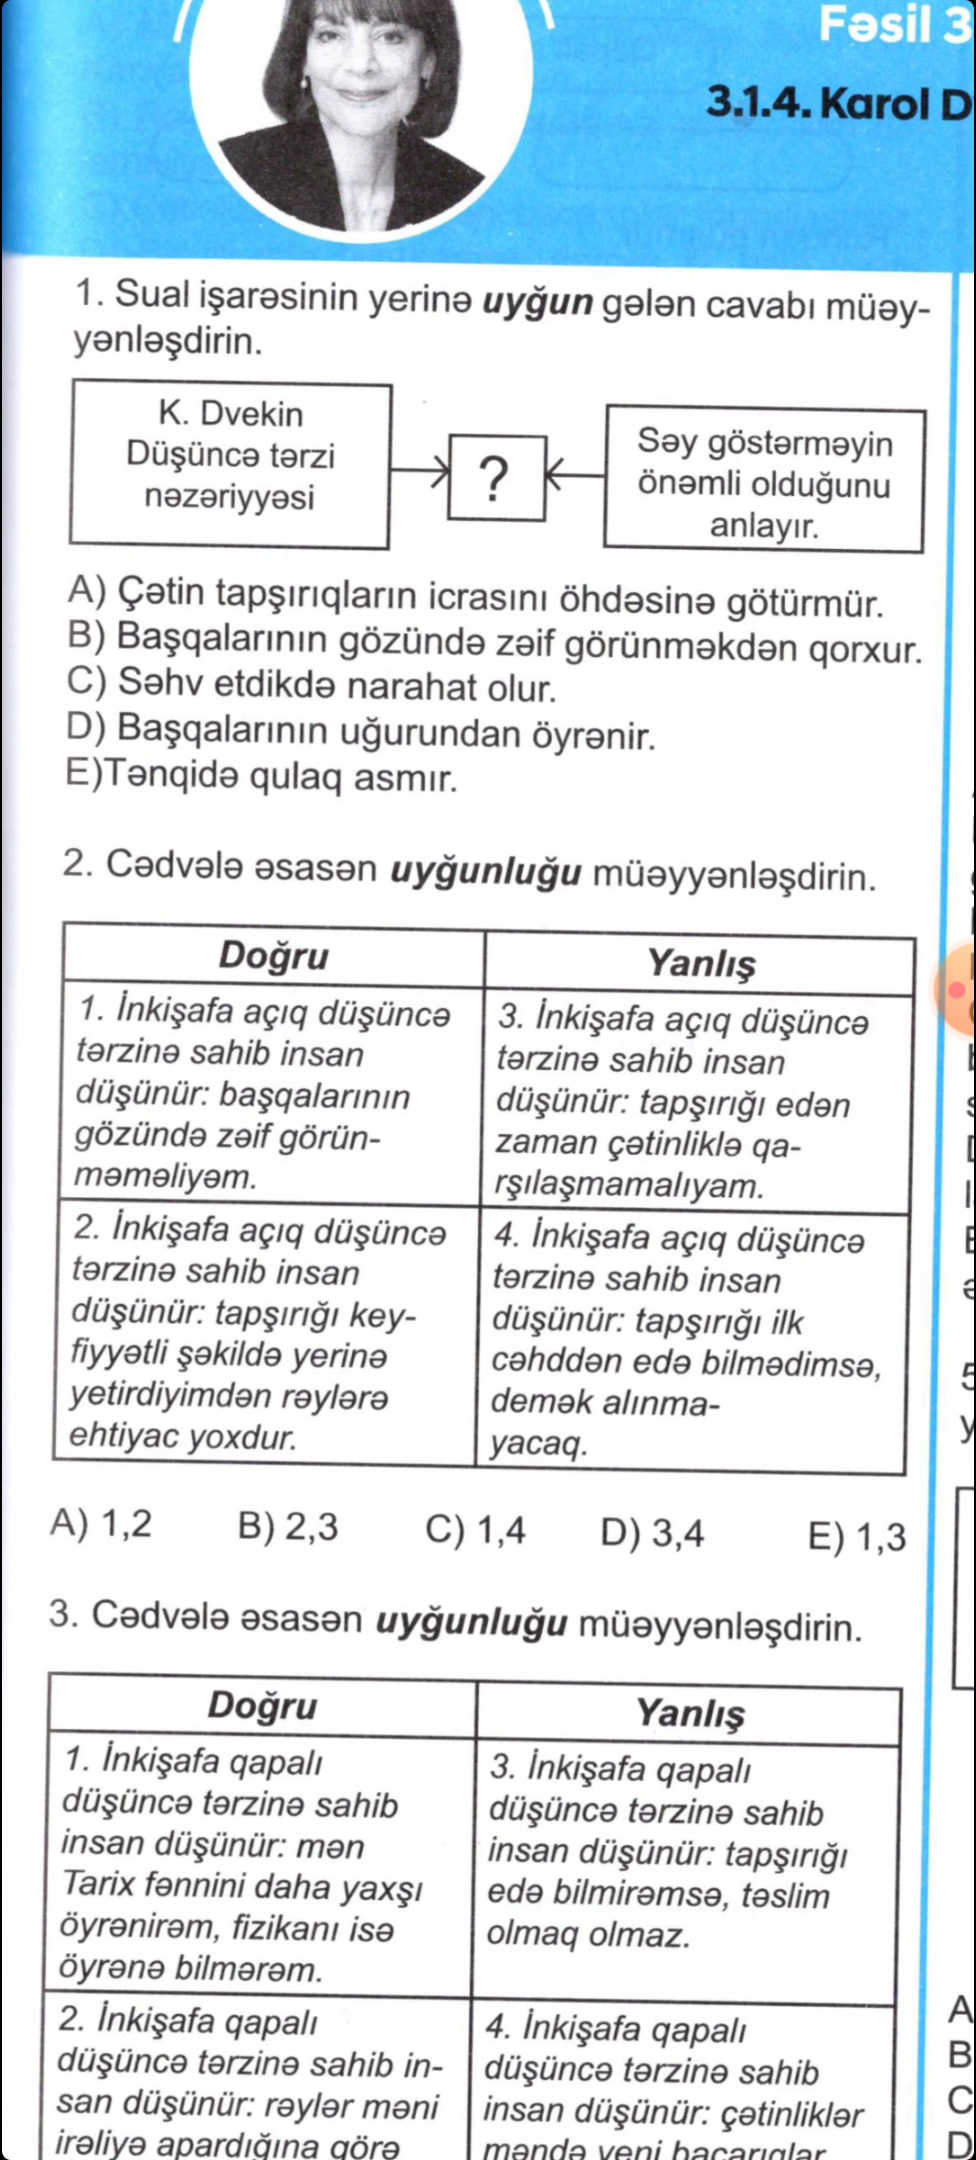 Fəsil 3
3.1.4. Karol D
1. Sual işarəsinin yerinə uyğun gələn cavabı müəy-
yənləşdirin.
K. Dvekin
Düşüncə tərzi
nəzəriyyəsi
?
Səy göstərməyin
önəmli olduğunu
anlayır.
A) Çətin tapşırıqların icrasını öhdəsinə götürmür.
B) Başqalarının gözündə zəif görünməkdən qorxur.
C) Səhv etdikdə narahat olur.
D) Başqalarının uğurundan öyrənir.
E)Tənqidə qulaq asmır.
2. Cədvələ əsasən uyğunluğu müəyyənləşdirin.
Doğru
Yanlış
1. İnkişafa açıq düşüncə
tərzinə sahib insan
düşünür: başqalarının
gözündə zəif görün-
məməliyəm.
3. İnkişafa açıq düşüncə
tərzinə sahib insan
düşünür: tapşırığı edən
zaman çətinliklə qa-
rşılaşmamalıyam.
2. İnkişafa açıq düşüncə
tərzinə sahib insan
düşünür: tapşırığı key-
fiyyətli şəkildə yerinə
yetirdiyimdən rəylərə
ehtiyac yoxdur.
4. İnkişafa açıq düşüncə
tərzinə sahib insan
düşünür: tapşırığı ilk
cəhddən edə bilmədimsə,
demək alınma-
yacaq.
A) 1,2 B) 2,3 C) 1,4 D) 3,4 E) 1,3
3. Cədvələ əsasən uyğunluğu müəyyənləşdirin.
Doğru
Yanlış
1. İnkişafa qapalı
düşüncə tərzinə sahib
insan düşünür: mən
Tarix fənnini daha yaxşı
öyrənirəm, fizikanı isə
öyrənə bilmərəm.
3. İnkişafa qapalı
düşüncə tərzinə sahib
insan düşünür: tapşırığı
edə bilmirəmsə, təslim
olmaq olmaz.
2. İnkişafa qapalı
düşüncə tərzinə sahib in-
san düşünür: rəylər məni
irəliyə apardığına görə
4. İnkişafa qapalı
düşüncə tərzinə sahib
insan düşünür: çətinliklər
məndə yeni bacarıqlar
A
B
C
D